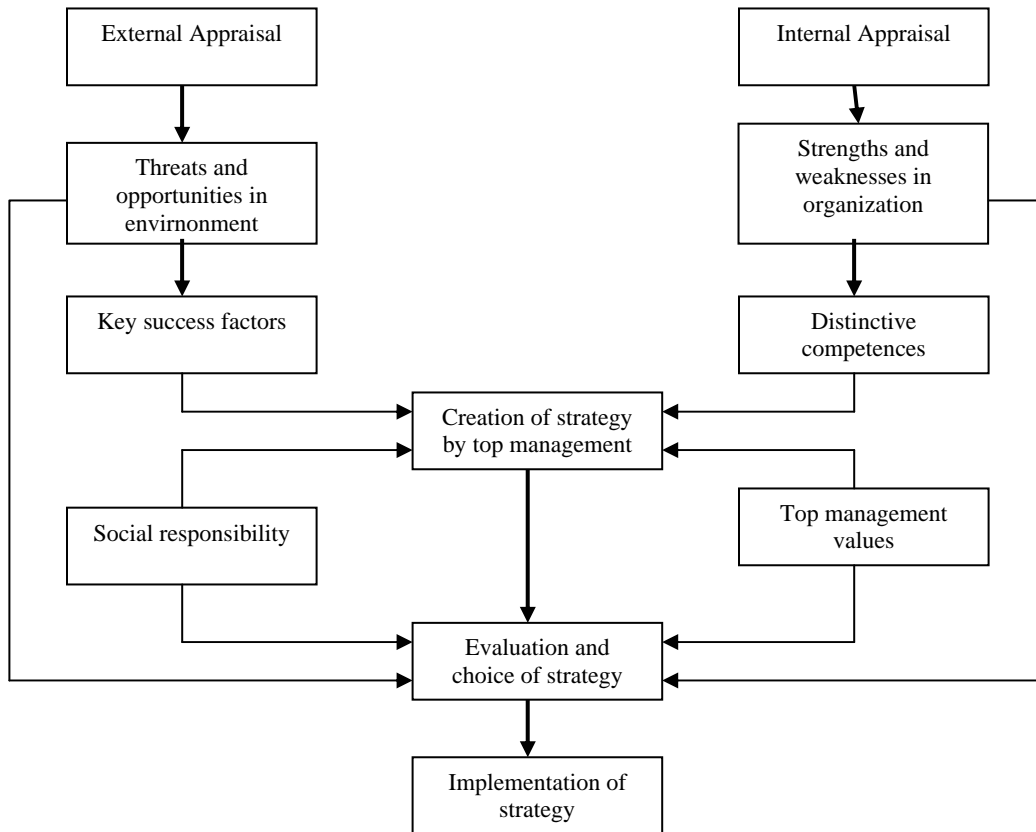 External Appraisal
Internal Appraisal
Threats and
opportunities in
envirnonment
Strengths and
weaknesses in
organization
Key success factors
Distinctive
competences
Creation of strategy
by top management
Social responsibility
Top management
values
Evaluation and
choice of strategy
Implementation of
strategy